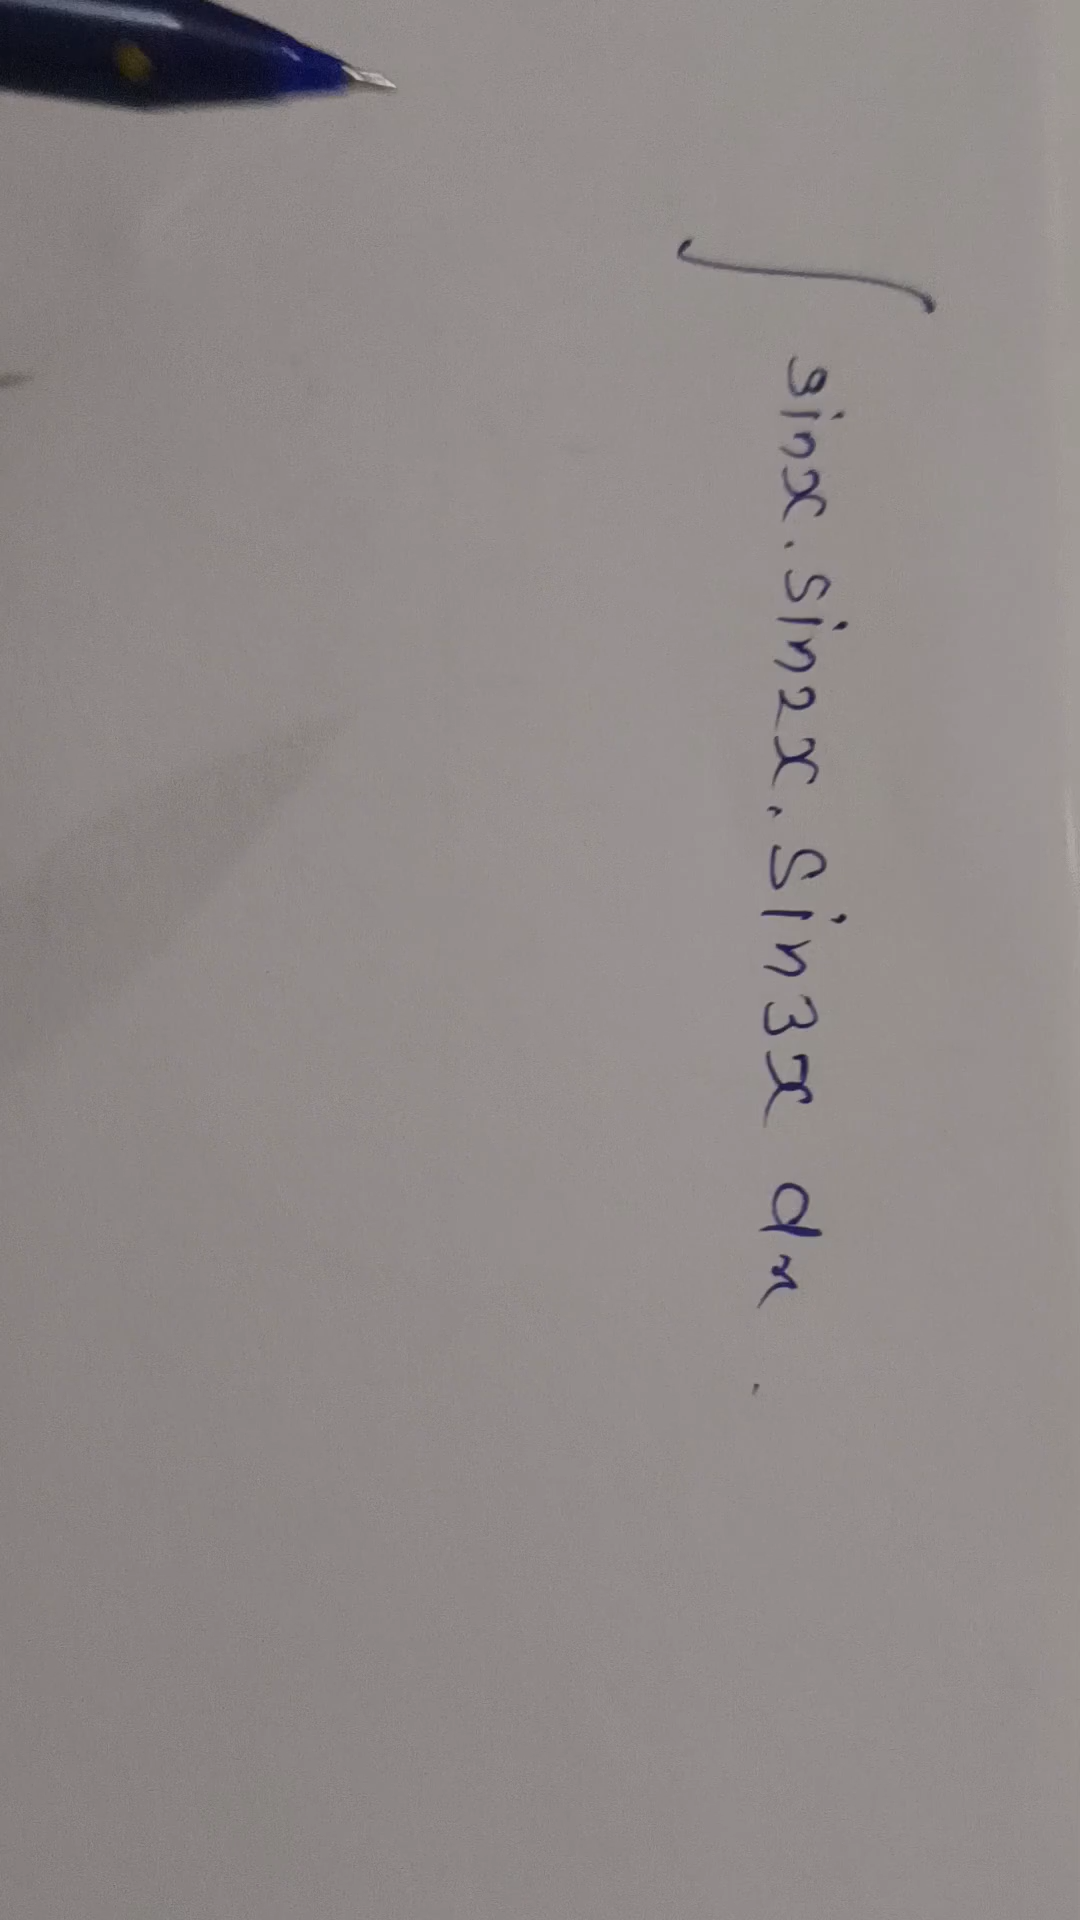 ∫ sinx . sin2x . sin3x dx .